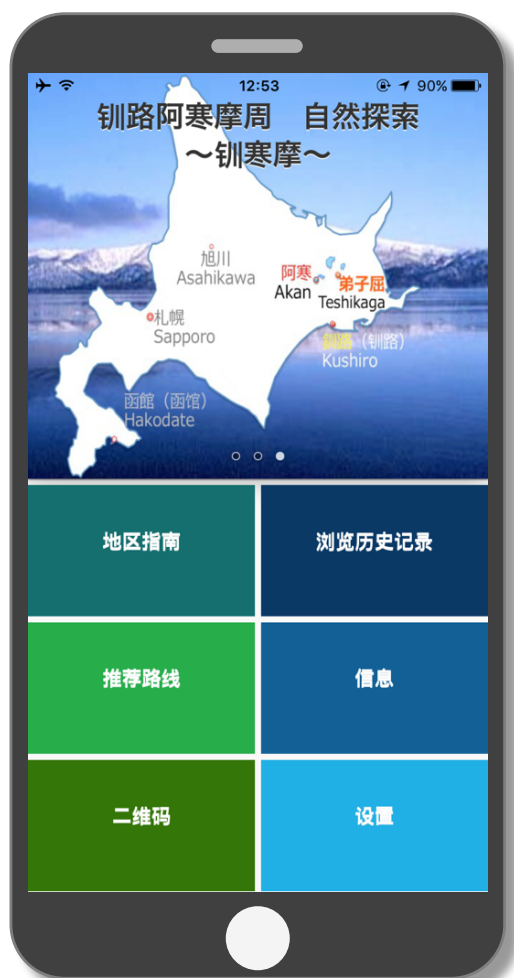 12:53
90%
钏路阿寒摩周　自然探索
～钏寒摩～
旭川
Asahikawa
阿寒
Akan
弟子屈
Teshikaga
札幌
Sapporo
釧路（钏路）
Kushiro
函館（函馆）
Hakodate
地区指南
浏览历史记录
推荐路线
信息
二维码
设置